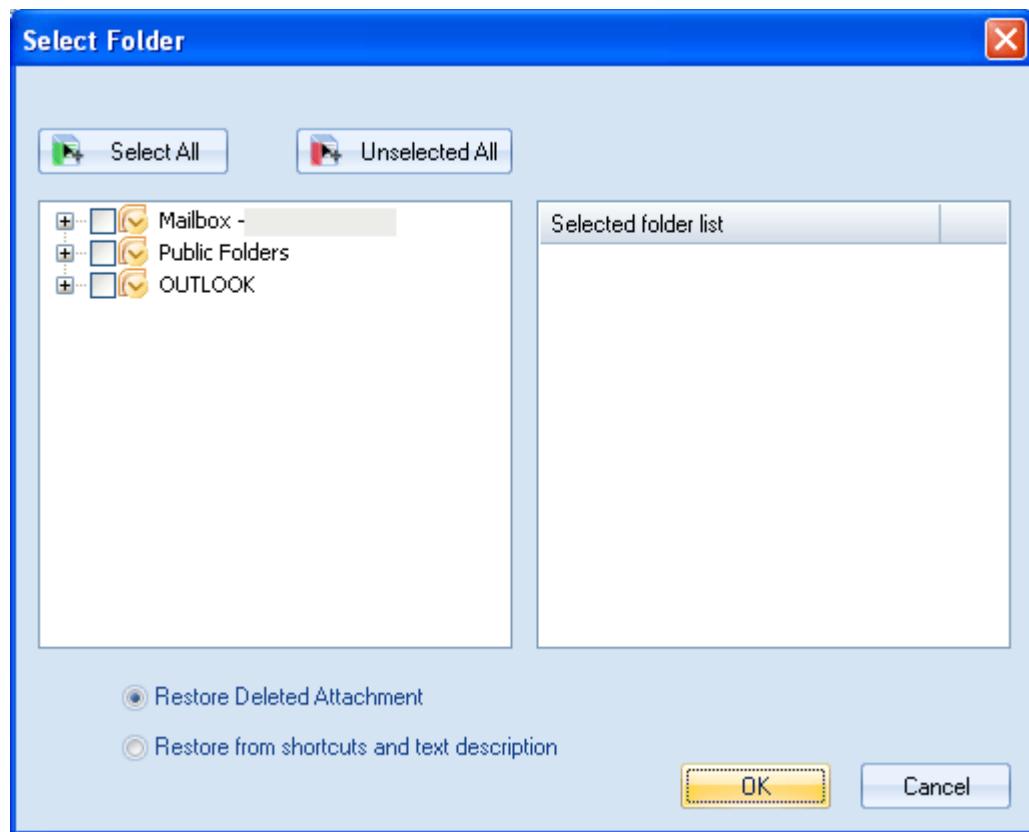 Select Folder
Select All
Unselected All
Mailbox -
Public Folders
OUTLOOK
Selected folder list
Restore Deleted Attachment
Restore from shortcuts and text description
OK
Cancel